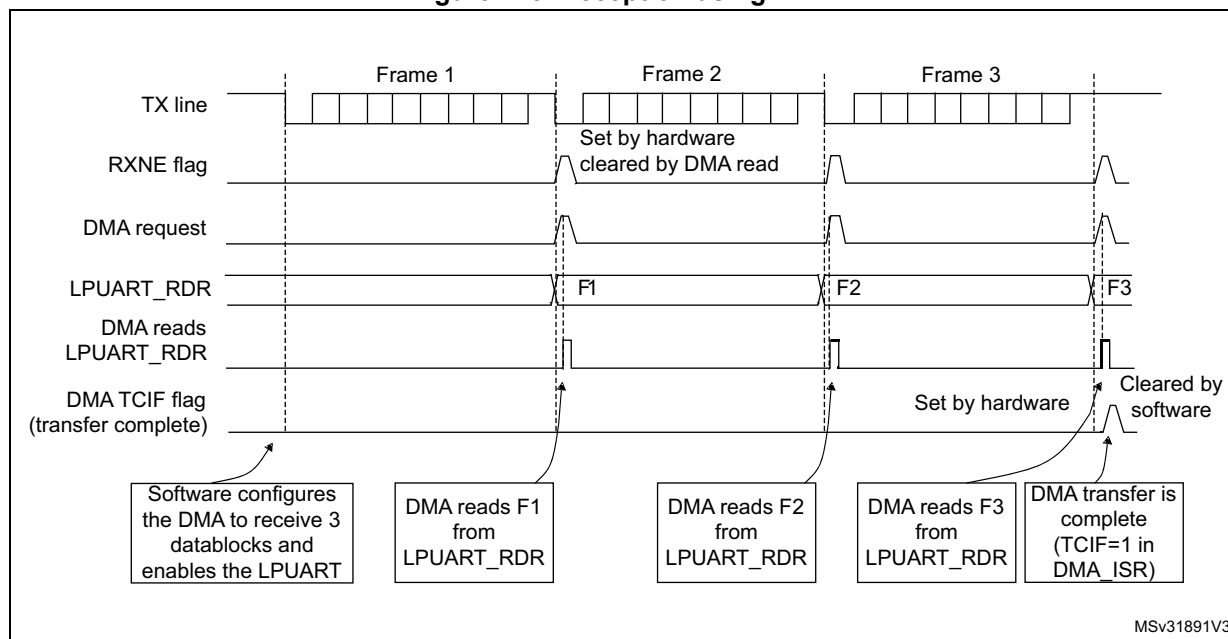 Frame 1
Frame 2
Frame 3
TX line
Set by hardware
cleared by DMA read
RXNE flag
DMA request
LPUART_RDR
F1
F2
F3
DMA reads
LPUART_RDR
DMA TCIF flag
(transfer complete)
Set by hardware
Cleared by
software
Software configures
the DMA to receive 3
datablocks and
enables the LPUART
DMA reads F1
from
LPUART_RDR
DMA reads F2
from
LPUART_RDR
DMA reads F3
from
LPUART_RDR
DMA transfer is
complete
(TCIF=1 in
DMA_ISR)
MSv31891V3